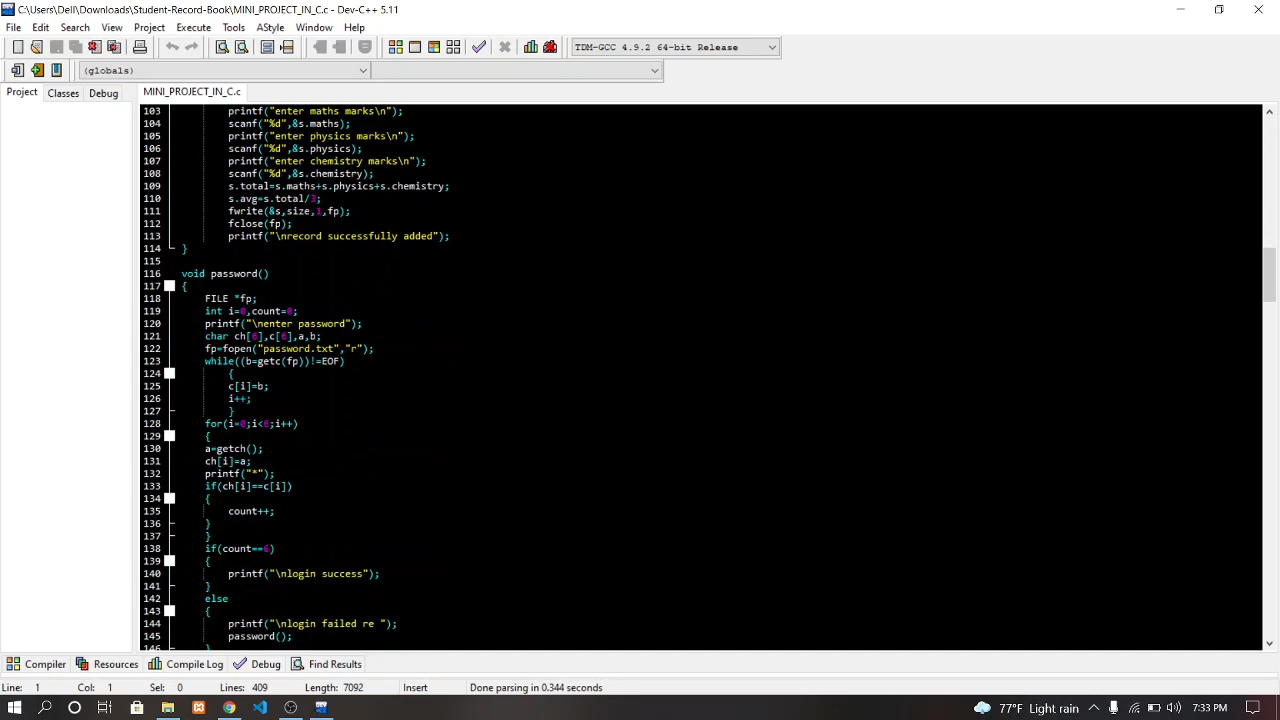 C:\Users\Dell\Downloads\Student-Record-Book\MINI_PROJECT_IN_C.c - Dev-C++ 5.11
File Edit Search View Project Execute Tools AStyle Window Help
TDM-GCC 4.9.2 64-bit Release
(globals)
Project Classes Debug MINI_PROJECT_IN_C.c
103 printf("enter maths marks\n");
104 scanf("%d",&s.maths);
105 printf("enter physics marks\n");
106 scanf("%d",&s.physics);
107 printf("enter chemistry marks\n");
108 scanf("%d",&s.chemistry);
109 s.total=s.maths+s.physics+s.chemistry;
110 s.avg=s.total/3;
111 fwrite(&s,size,1,fp);
112 fclose(fp);
113 printf("\nrecord successfully added");
114 }
115
116 void password()
117 {
118 FILE *fp;
119 int i=0,count=0;
120 printf("\nenter password");
121 char ch[6],c[6],a,b;
122 fp=fopen("password.txt","r");
123 while((b=getc(fp))!=EOF)
124 {
125 c[i]=b;
126 i++;
127 }
128 for(i=0;i<6;i++)
129 {
130 a=getch();
131 ch[i]=a;
132 printf("*");
133 if(ch[i]==c[i])
134 {
135 count++;
136 }
137 }
138 if(count==6)
139 {
140 printf("\nlogin success");
141 }
142 else
143 {
144 printf("\nlogin failed re ");
145 password();
146 }
Compiler Resources Compile Log Debug Find Results
Line: 1 Col: 1 Sel: 0 Lines: 409 Length: 7092 Insert Done parsing in 0.344 seconds
77°F Light rain 7:33 PM